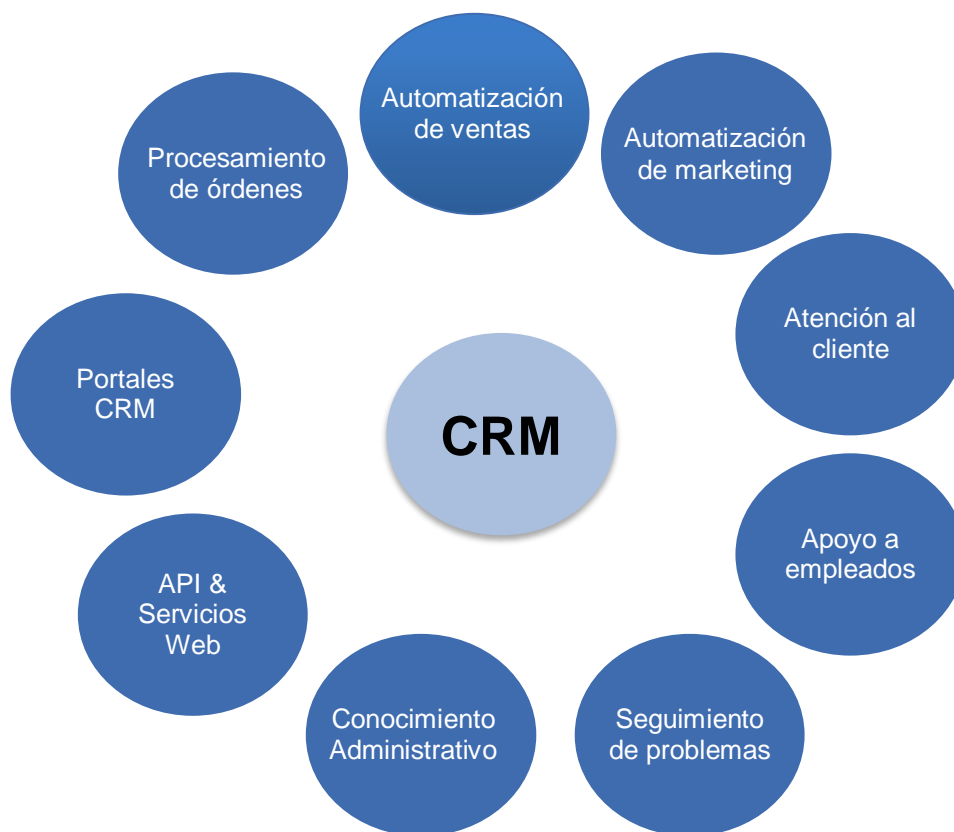 Automatización
de ventas
Automatización
de marketing
Atención al
cliente
Apoyo a
empleados
Seguimiento
de problemas
Conocimiento
Administrativo
API &
Servicios
Web
Portales
CRM
Procesamiento
de órdenes
CRM